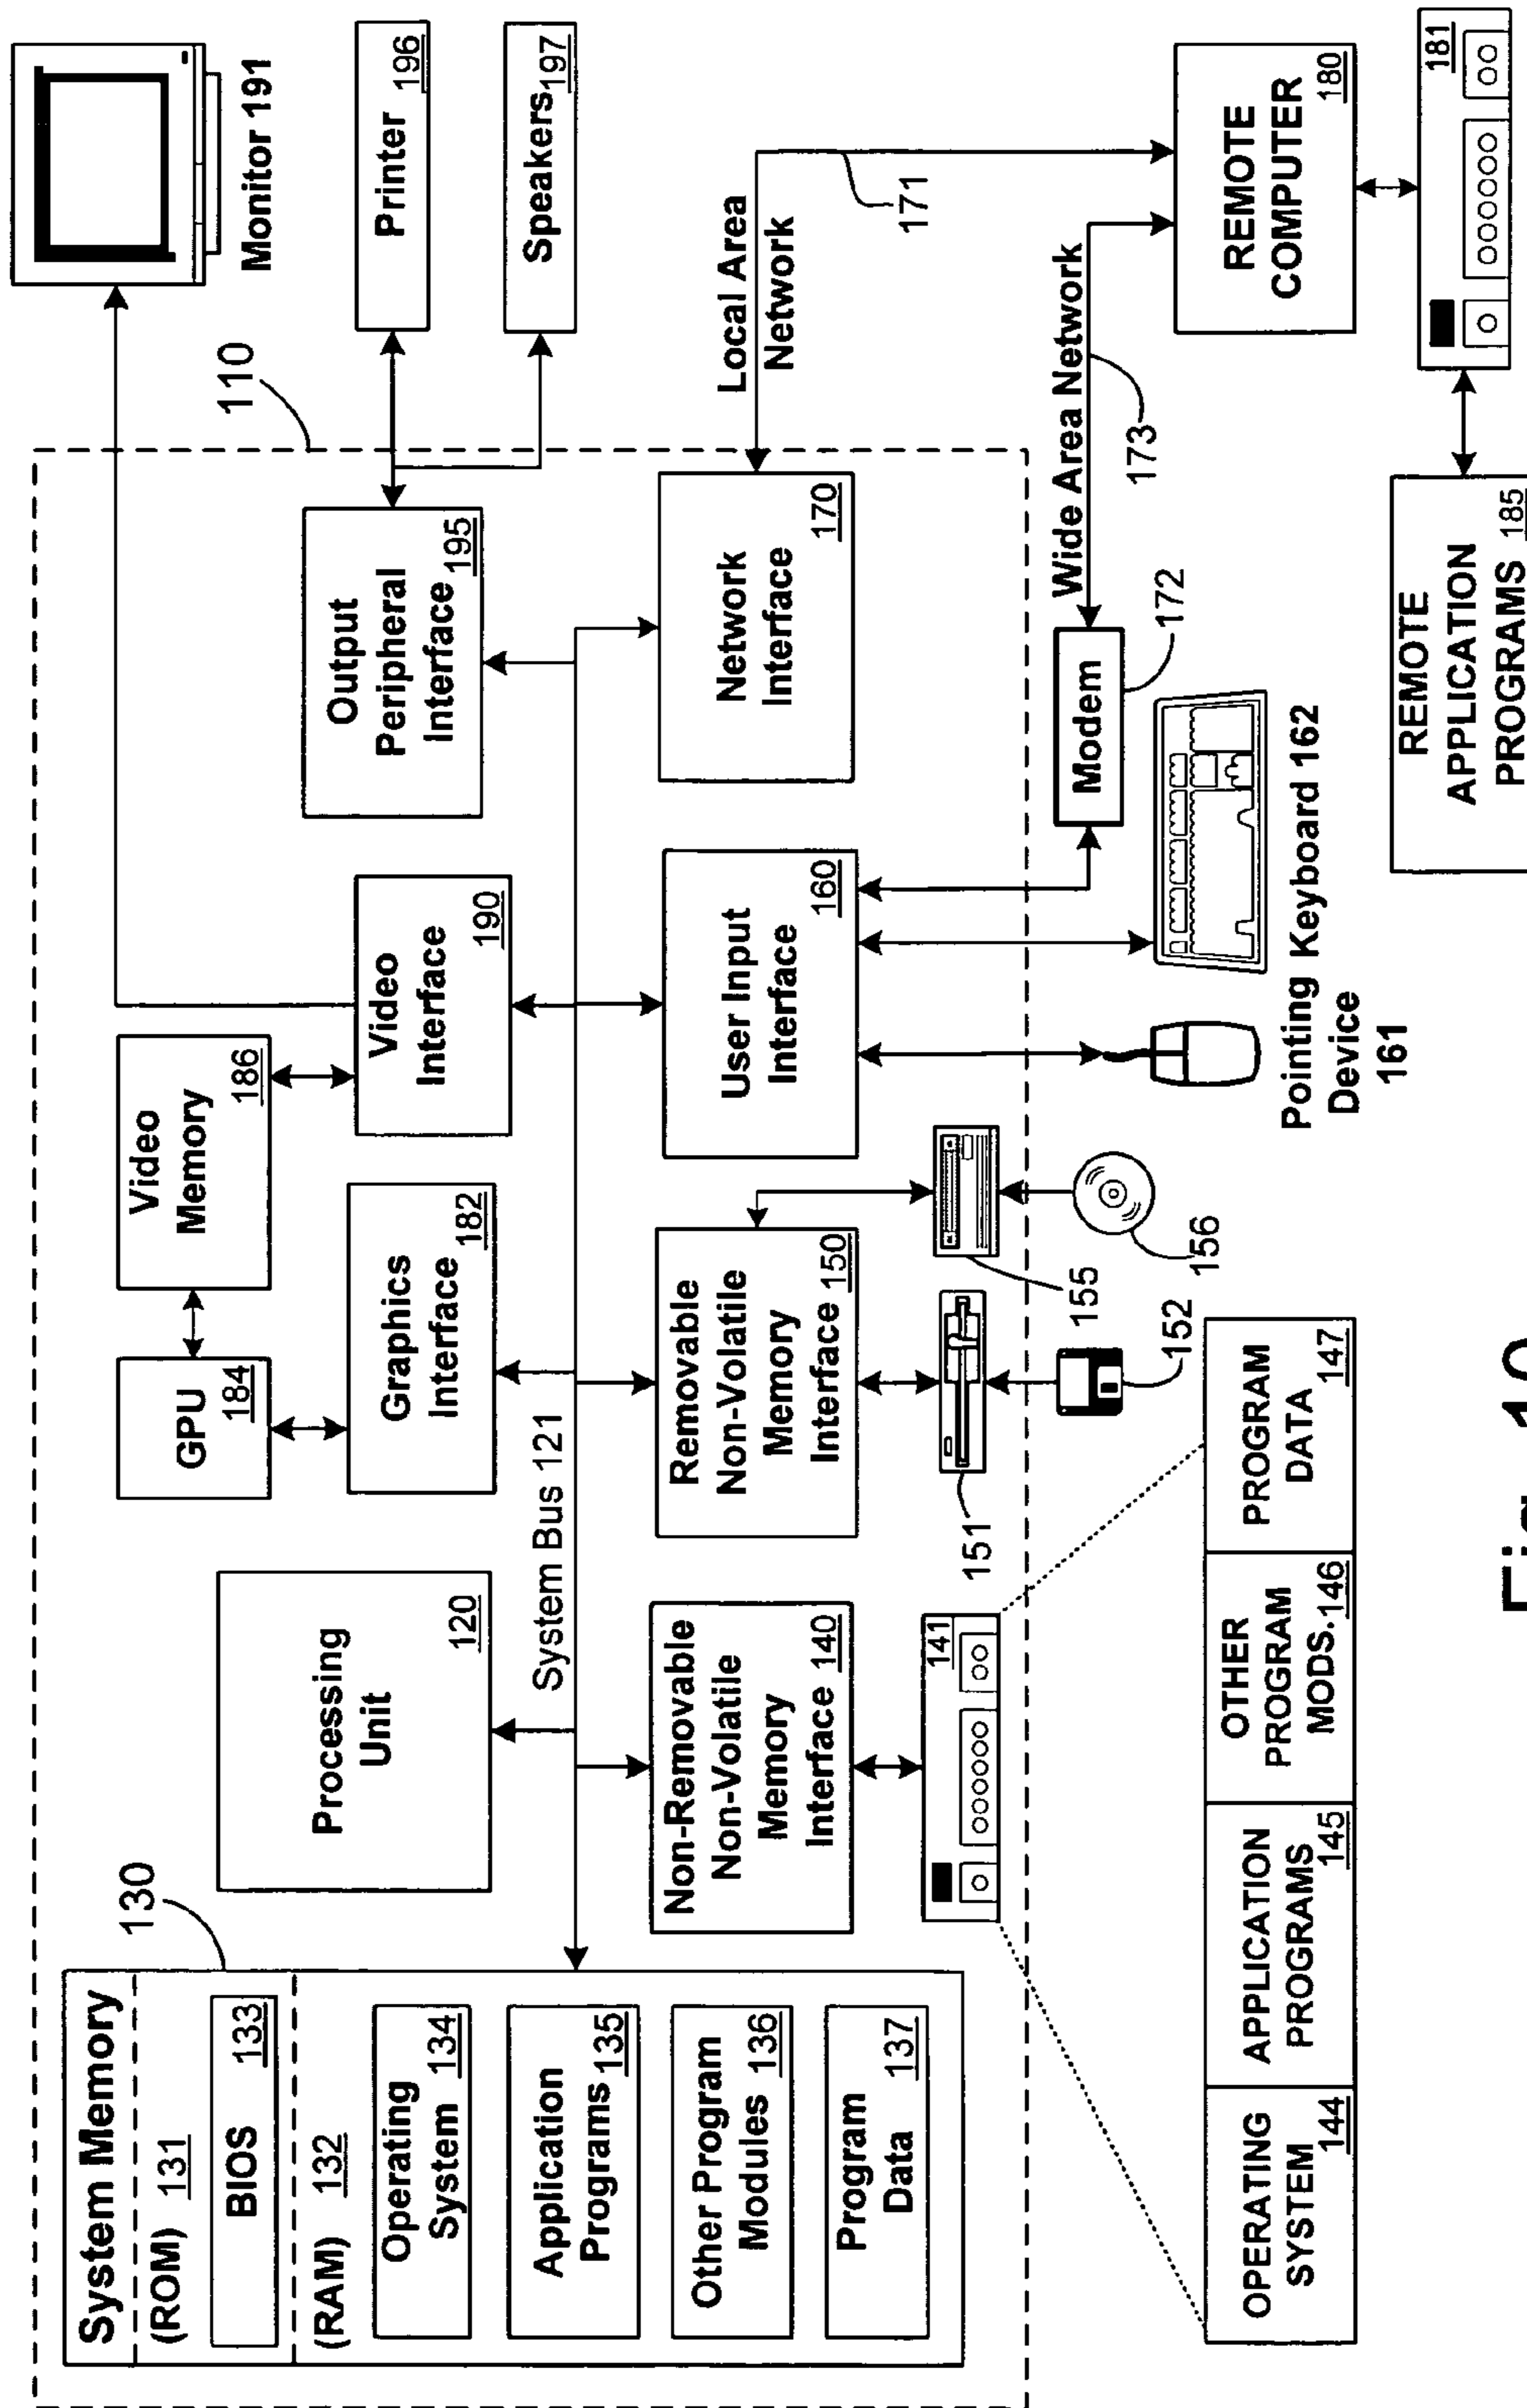 System Memory
(ROM) 131
BIOS 133
(RAM) 132
Operating
System 134
Application
Programs 135
Other Program
Modules 136
Program
Data 137
130
Processing
Unit
120
GPU
184
Video
Memory
186
Graphics
Interface
182
Video
Interface
190
Output
Peripheral
Interface 195
110
Monitor 191
Printer
196
Speakers 197
System Bus 121
Non-Removable
Non-Volatile
Memory
Interface 140
Removable
Non-Volatile
Memory
Interface 150
User Input
Interface
160
Network
Interface
170
Local Area
Network
171
Wide Area Network
173
Modem
172
141
151
152
155
156
Pointing
Device
161
Keyboard 162
REMOTE
COMPUTER
180
181
REMOTE
APPLICATION
PROGRAMS 185
OPERATING
SYSTEM 144
APPLICATION
PROGRAMS
145
OTHER
PROGRAM
MODS. 146
PROGRAM
DATA 147